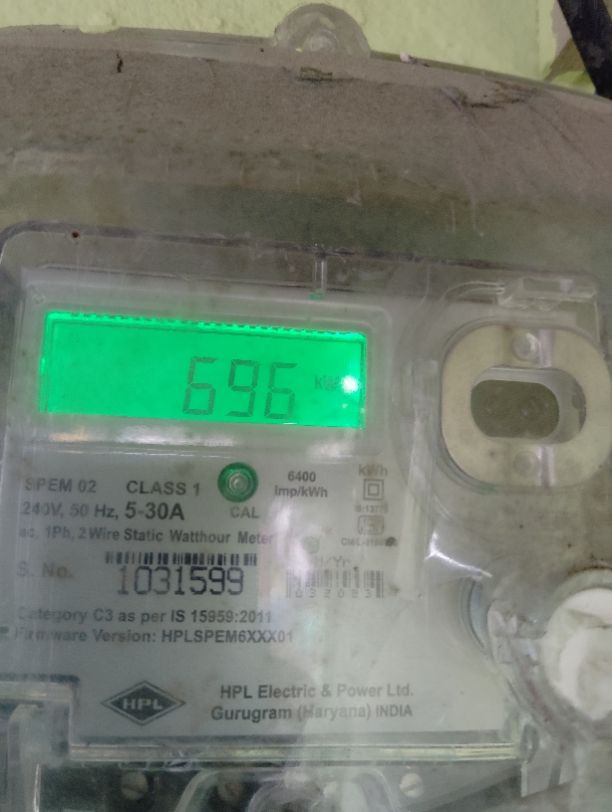 696 kWh
SPEM 02 CLASS 1
6400
imp/kWh
kWh
240V, 50 Hz, 5-30A
CAL
ac, 1Ph, 2 Wire Static Watthour Meter
S. No.
1031599
Category C3 as per IS 15959:2011
Firmware Version: HPLSPEM6XXX01
HPL
HPL Electric & Power Ltd.
Gurugram (Haryana) INDIA